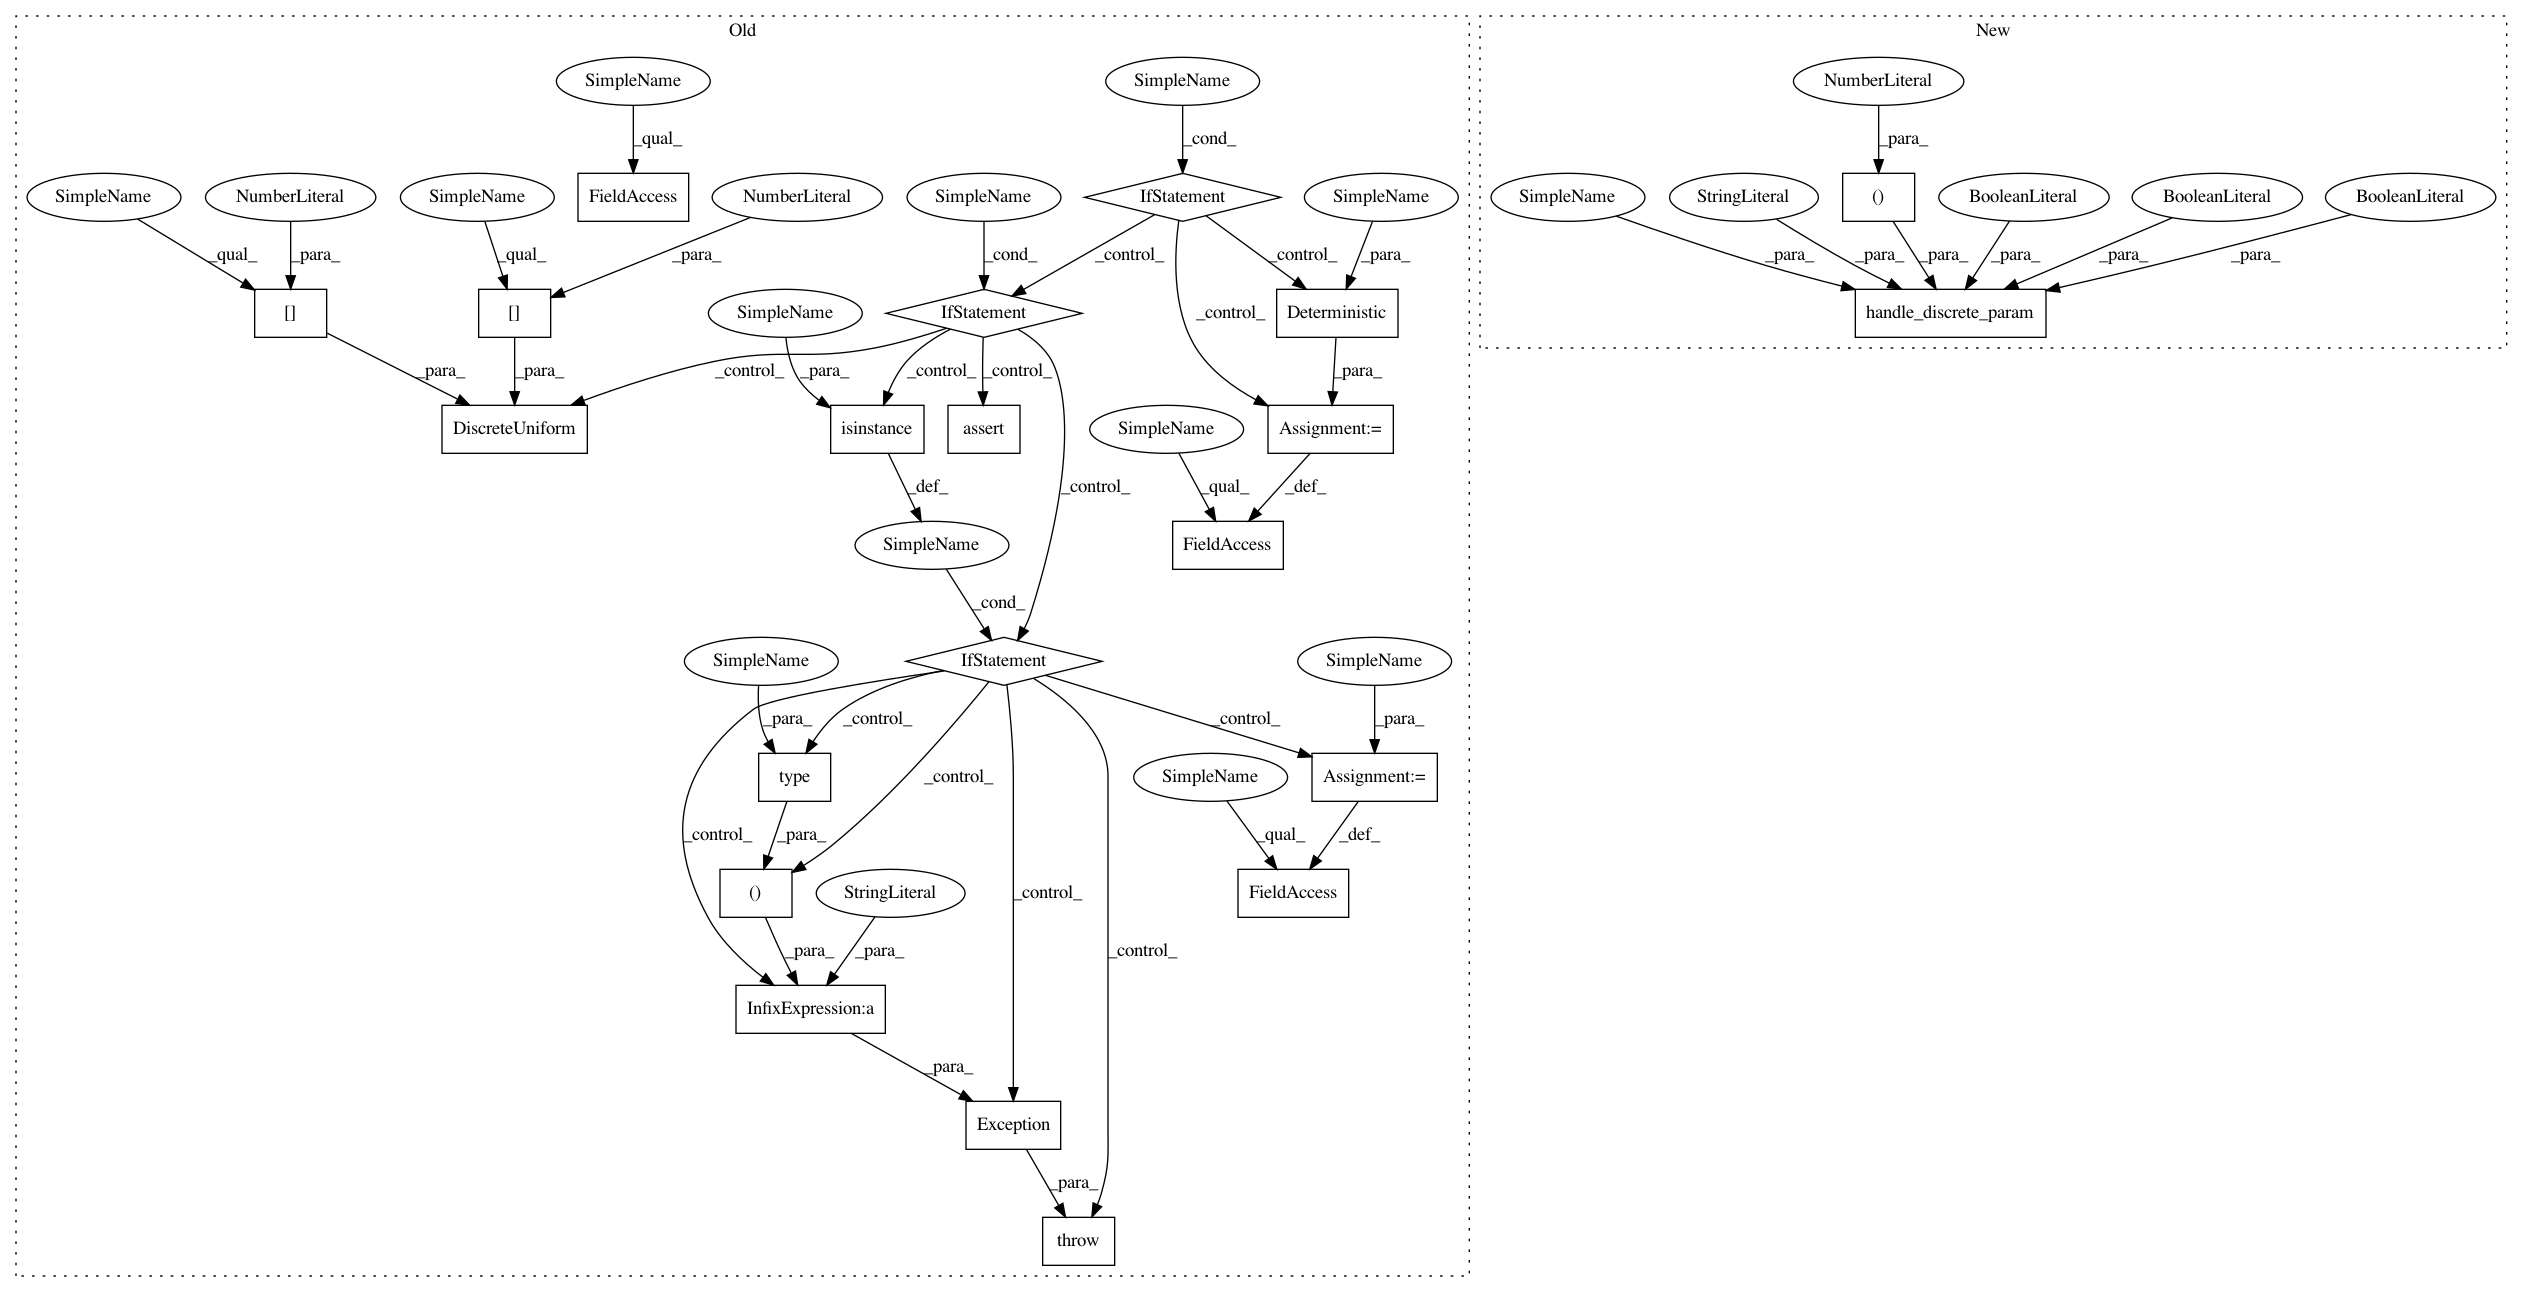 Old
New
SimpleName
SimpleName
NumberLiteral
_qual_
_cond_
_para_
SimpleName
NumberLiteral
SimpleName
FieldAccess
NumberLiteral
SimpleName
IfStatement
SimpleName
SimpleName
StringLiteral
()
BooleanLiteral
BooleanLiteral
BooleanLiteral
_qual_
_para_
_qual_
_para_
_cond_
_control_
_control_
_para_
_para_
_para_
_para_
_para_
_para_
_para_
[]
[]
SimpleName
IfStatement
_control_
Deterministic
handle_discrete_param
_para_
_para_
_control_
_para_
_control_
_control_
_para_
DiscreteUniform
isinstance
assert
SimpleName
Assignment:=
_def_
_control_
_qual_
_def_
SimpleName
FieldAccess
_cond_
SimpleName
IfStatement
SimpleName
_para_
_control_
_control_
_para_
type
SimpleName
Assignment:=
_control_
_control_
_para_
_qual_
_def_
()
StringLiteral
_control_
FieldAccess
_para_
_para_
_control_
InfixExpression:a
_para_
Exception
_para_
throw